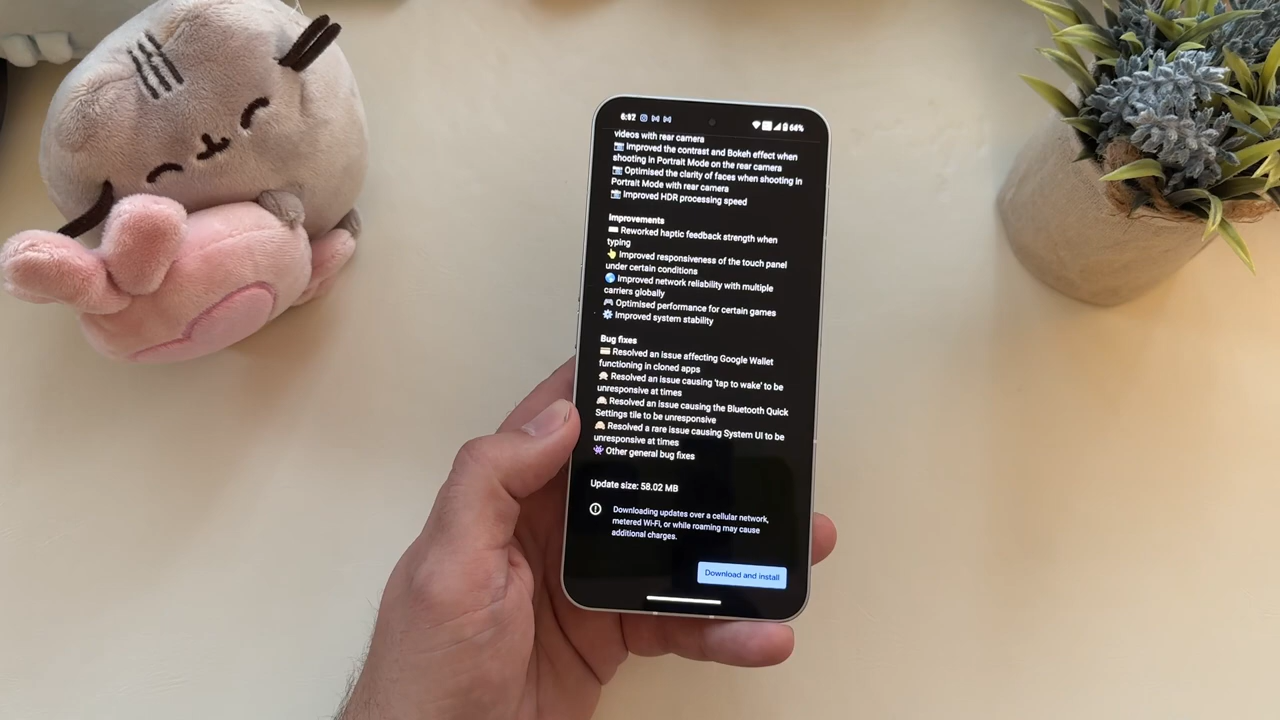 6:02 64%
videos with rear camera
📷 Improved the contrast and Bokeh effect when
shooting in Portrait Mode on the rear camera
📷 Optimised the clarity of faces when shooting in
Portrait Mode with rear camera
📷 Improved HDR processing speed
Improvements
⌨️ Reworked haptic feedback strength when
typing
👆 Improved responsiveness of the touch panel
under certain conditions
🌎 Improved network reliability with multiple
carriers globally
🎮 Optimised performance for certain games
⚙️ Improved system stability
Bug fixes
💳 Resolved an issue affecting Google Wallet
functioning in cloned apps
🙊 Resolved an issue causing 'tap to wake' to be
unresponsive at times
🙈 Resolved an issue causing the Bluetooth Quick
Settings tile to be unresponsive
🙈 Resolved a rare issue causing System UI to be
unresponsive at times
👾 Other general bug fixes
Update size: 58.02 MB
Downloading updates over a cellular network,
metered Wi-Fi, or while roaming may cause
additional charges.
Download and install